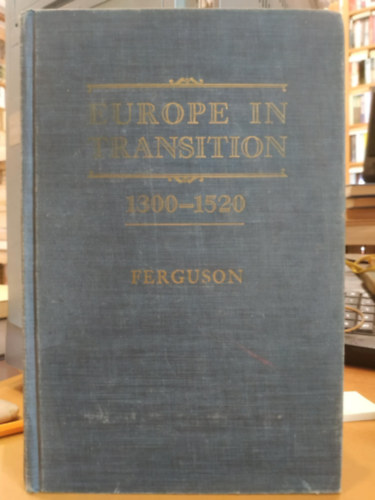 EUROPE IN
TRANSITION
1300–1520
FERGUSON